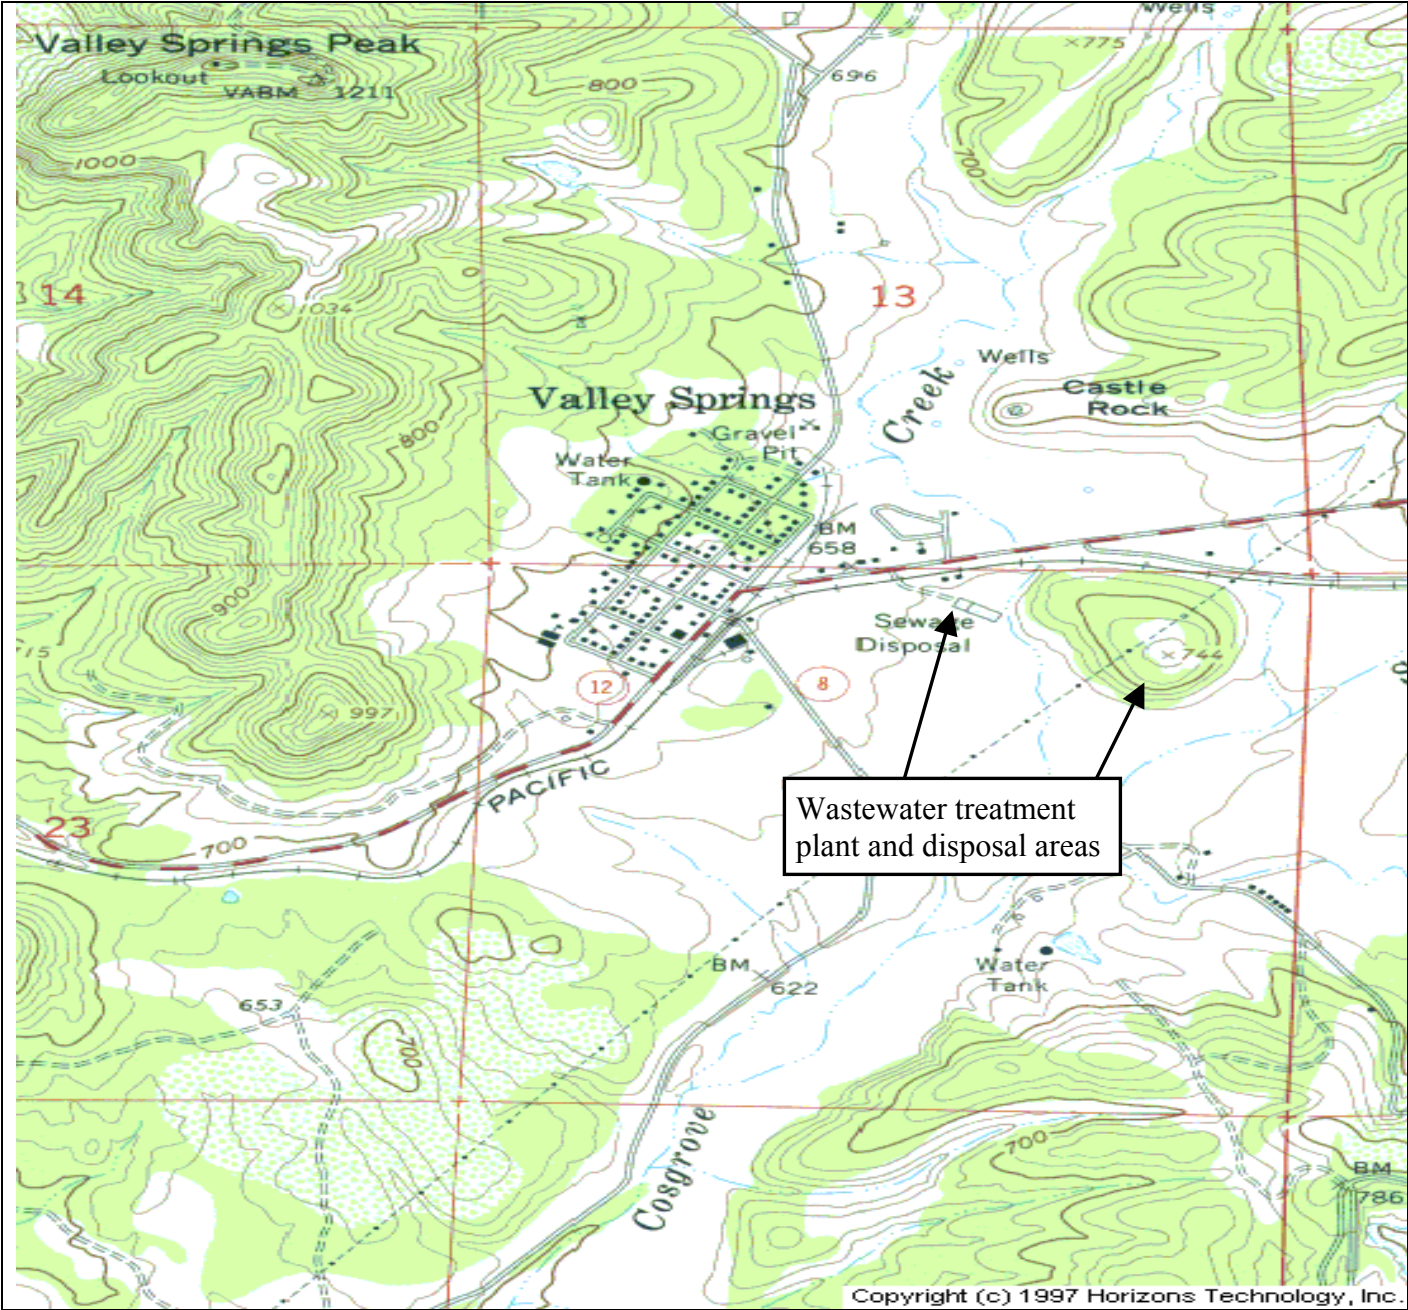 Wells
Valley Springs Peak
Lookout
VABM 1211
×775
696
800
1000
700
14
×1034
13
Wells
Castle
Rock
Creek
Valley Springs
Gravel
Pit
Water
Tank
800
BM
658
900
Sewage
Disposal
×744
12
8
×997
PACIFIC
Wastewater treatment
plant and disposal areas
23
700
BM
622
Water
Tank
653
700
Cosgrove
700
BM
786
Copyright (c) 1997 Horizons Technology, Inc.